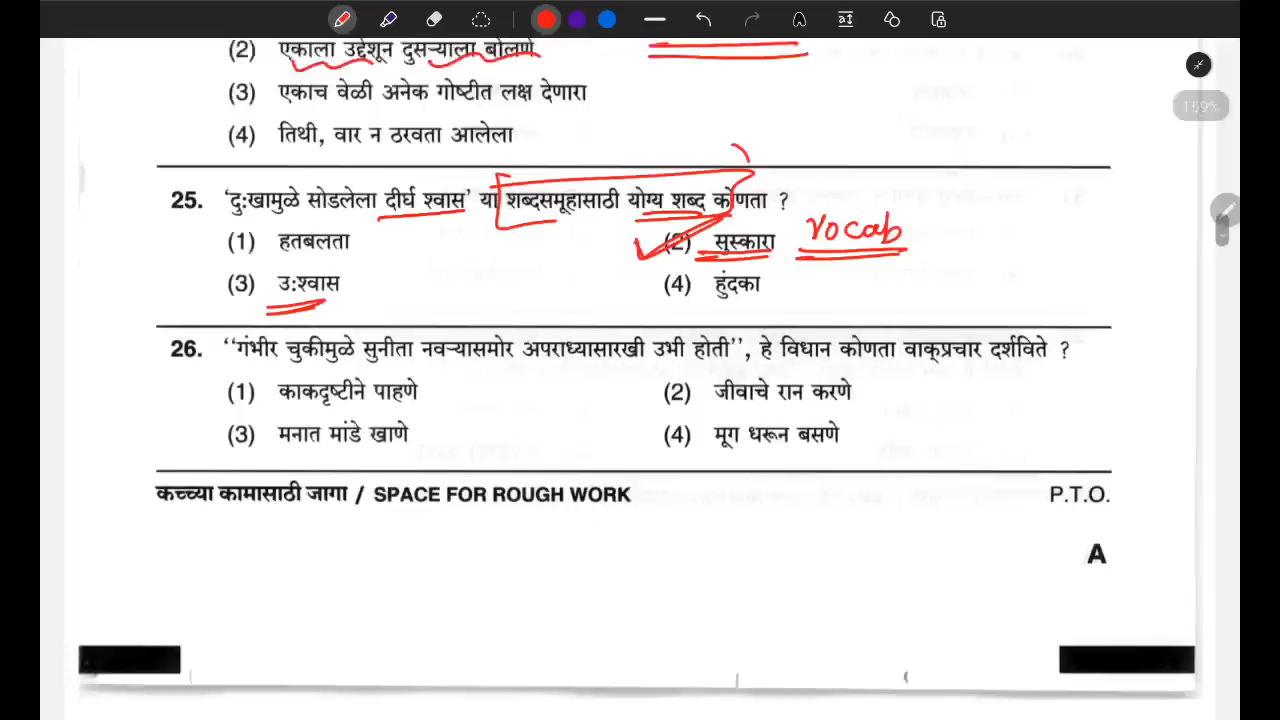 (2) एकाला उद्देशून दुसऱ्याला बोलणे
(3) एकाच वेळी अनेक गोष्टीत लक्ष देणारा
159%
(4) तिथी, वार न ठरवता आलेला
25. ‘दुःखामुळे सोडलेला दीर्घ श्वास’ या शब्दसमूहासाठी योग्य शब्द कोणता ?
(1) हतबलता (2) सुस्कारा vocab
(3) उःश्वास (4) हुंदका
26. ‘‘गंभीर चुकीमुळे सुनीता नवऱ्यासमोर अपराध्यासारखी उभी होती’’, हे विधान कोणता वाक्प्रचार दर्शविते ?
(1) काकदृष्टीने पाहणे (2) जीवाचे रान करणे
(3) मनात मांडे खाणे (4) मूग धरून बसणे
कच्च्या कामासाठी जागा / SPACE FOR ROUGH WORK P.T.O.
A